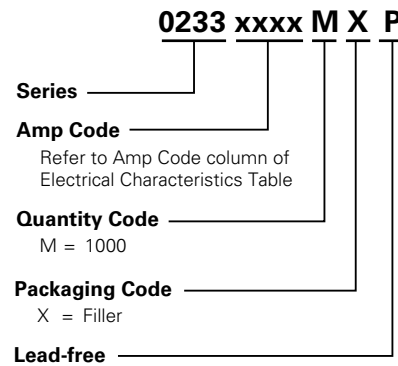 0233 xxxx M X P
Series
Amp Code
Refer to Amp Code column of
Electrical Characteristics Table
Quantity Code
M = 1000
Packaging Code
X = Filler
Lead-free